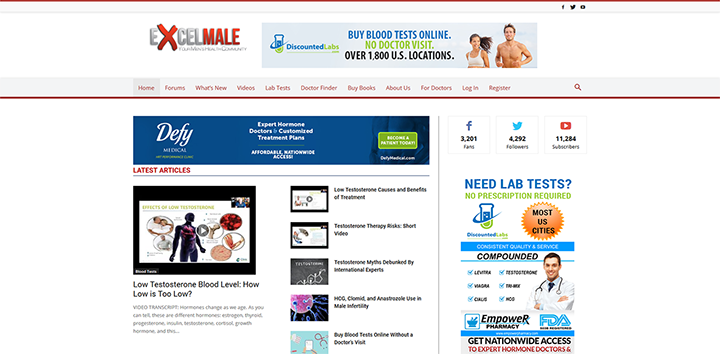 EXCELMALE
YOUR MEN'S HEALTH COMMUNITY
DiscountedLabs
.com
BUY BLOOD TESTS ONLINE.
NO DOCTOR VISIT.
OVER 1,800 U.S. LOCATIONS.
Home Forums What's New Videos Lab Tests Doctor Finder Buy Books About Us For Doctors Log In Register
Defy
MEDICAL
Expert Hormone
Doctors & Customized
Treatment Plans
AFFORDABLE, NATIONWIDE
ACCESS!
BECOME A
PATIENT TODAY!
DefyMedical.com
LATEST ARTICLES
EFFECTS OF LOW TESTOSTERONE
Blood Tests
Low Testosterone Blood Level: How
Low is Too Low?
VIDEO TRANSCRIPT: Hormones change as we age. As you
can tell, these are different hormones: estrogen, thyroid,
progesterone, insulin, testosterone, cortisol, growth
hormone, and this....
Low Testosterone Causes and Benefits
of Treatment
Testosterone Therapy Risks: Short
Video
TESTOSTERONE
Testosterone Myths Debunked By
International Experts
HCG, Clomid, and Anastrozole Use in
Male Infertility
Buy Blood Tests Online Without a
Doctor's Visit
3,201
Fans
4,292
Followers
11,284
Subscribers
NEED LAB TESTS?
NO PRESCRIPTION REQUIRED
DiscountedLabs
MOST
US
CITIES
CONSISTENT QUALITY & SERVICE
COMPOUNDED
LEVITRA TESTOSTERONE
VIAGRA TRI-MIX
CIALIS HCG
EMPOWER
PHARMACY
www.empowerpharmacy.com
FDA
GET NATIONWIDE ACCESS
TO EXPERT HORMONE DOCTORS &